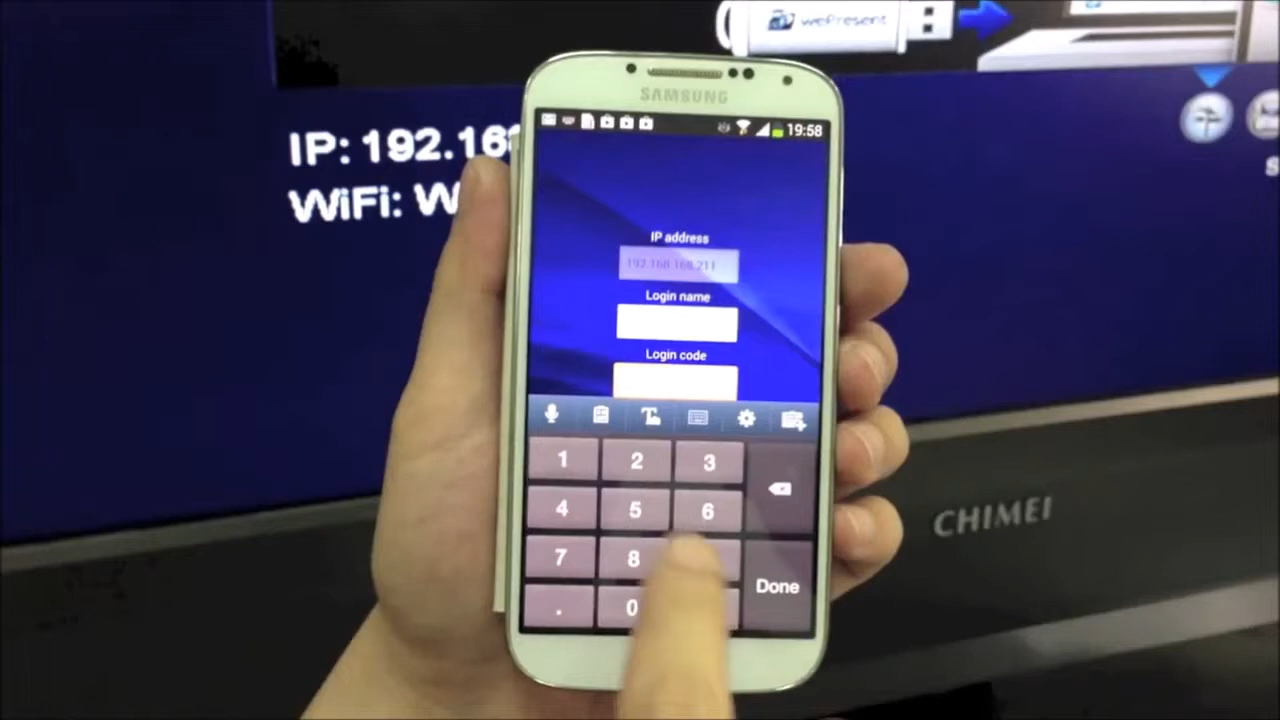 wePresent
SAMSUNG
19:58
IP: 192.168
WiFi: W
IP address
192.168.168.211
Login name
Login code
1 2 3
4 5 6
7 8
Done
. 0
CHIMEI
S